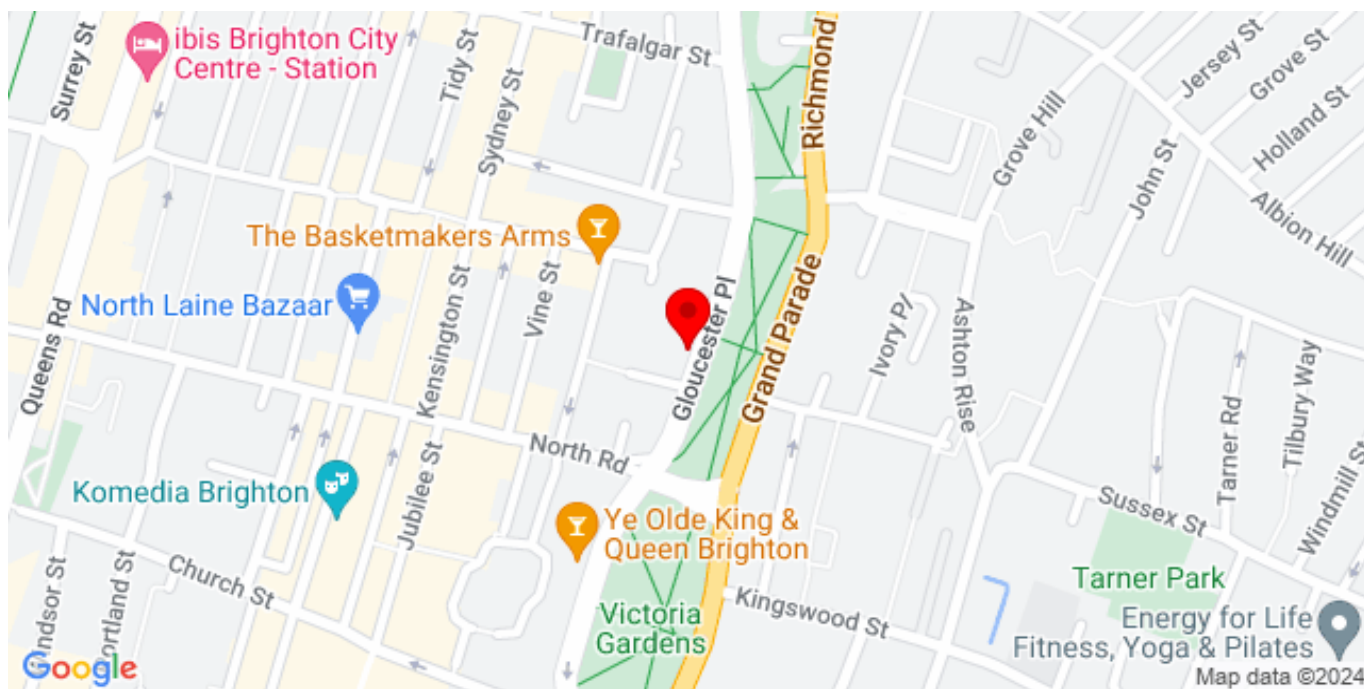 Surrey St
ibis Brighton City
Centre - Station
Tidy St
Sydney St
Trafalgar St
Richmond
Grove Hill
Jersey St
Grove St
Holland St
John St
Albion Hill
The Basketmakers Arms
North Laine Bazaar
Queens Rd
Kensington St
Vine St
Gloucester Pl
Grand Parade
Ivory Pl
Ashton Rise
Tarner Rd
Tilbury Way
Windmill St
North Rd
Komedia Brighton
Jubilee St
Ye Olde King &
Queen Brighton
Sussex St
Tarner Park
Church St
Victoria
Gardens
Kingswood St
Energy for Life
Fitness, Yoga & Pilates
Google
Map data ©2024